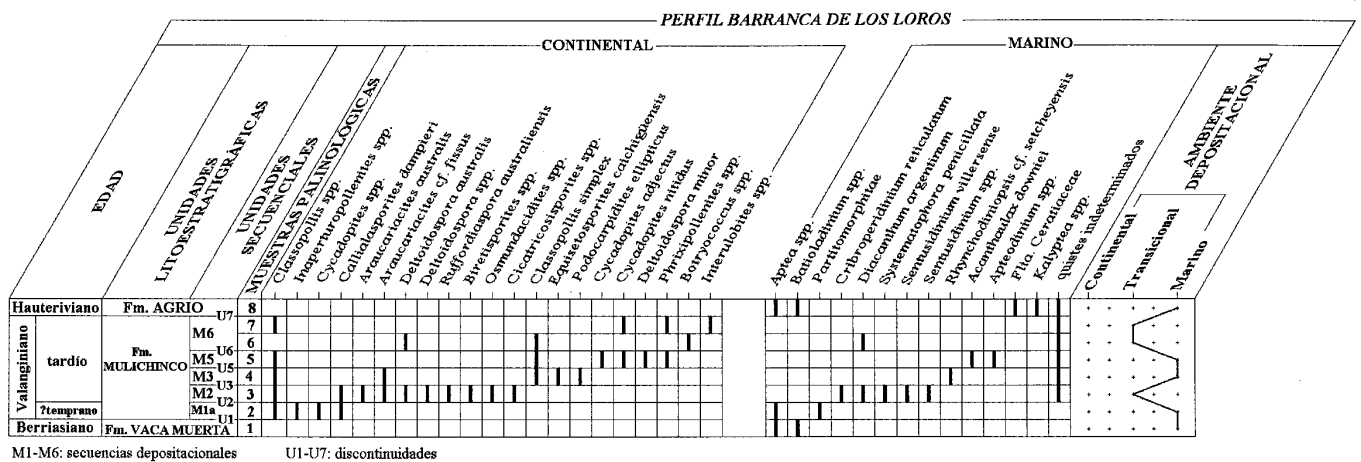 PERFIL BARRANCA DE LOS LOROS
CONTINENTAL
MARINO
EDAD
UNIDADES
LITOESTRATIGRÁFICAS
UNIDADES
SECUENCIALES
MUESTRAS PALINOLOGICAS
Classopollis spp.
Inaperturopollenites spp.
Cycadopites spp.
Callialasporites dampieri
Araucariacites australis
Araucariacites cf. fissus
Deltoidospora australis
Deltoidospora spp.
Ruffordiaspora australiensis
Biretisporites spp.
Osmundacidites spp.
Cicatricosisporites spp.
Classopollis simplex
Equisetosporites caichigüensis
Podocarpidites ellipticus
Cycadopites adjectus
Cycadopites nitidus
Deltoidospora minor
Phrixipollenites spp.
Botryococcus spp.
Interulobites spp.
Aptea spp.
Batioladinium spp.
Partitomorphitae
Cribroperidinium reticulatum
Diacanthum argentinum
Systematophora penicillata
Sentusidinium villersense
Sentusidinium spp.
Rhynchodiniopsis cf. setcheyensis
Acanthaulax downiei
Apteodinium spp.
Flia. Ceratiaceae
Kalyptea spp.
quistes indeterminados
AMBIENTE
DEPOSITACIONAL
Continental
Transicional
Marino
Hauteriviano
Fm. AGRIO
8
U7
Valanginiano
tardío
Fm.
MULICHINCO
M6
7
6
U6
M5
5
U5
M3
4
U3
M2
3
U2
?temprano
M1a
2
U1
Berriasiano
Fm. VACA MUERTA
1
M1-M6: secuencias depositacionales
U1-U7: discontinuidades